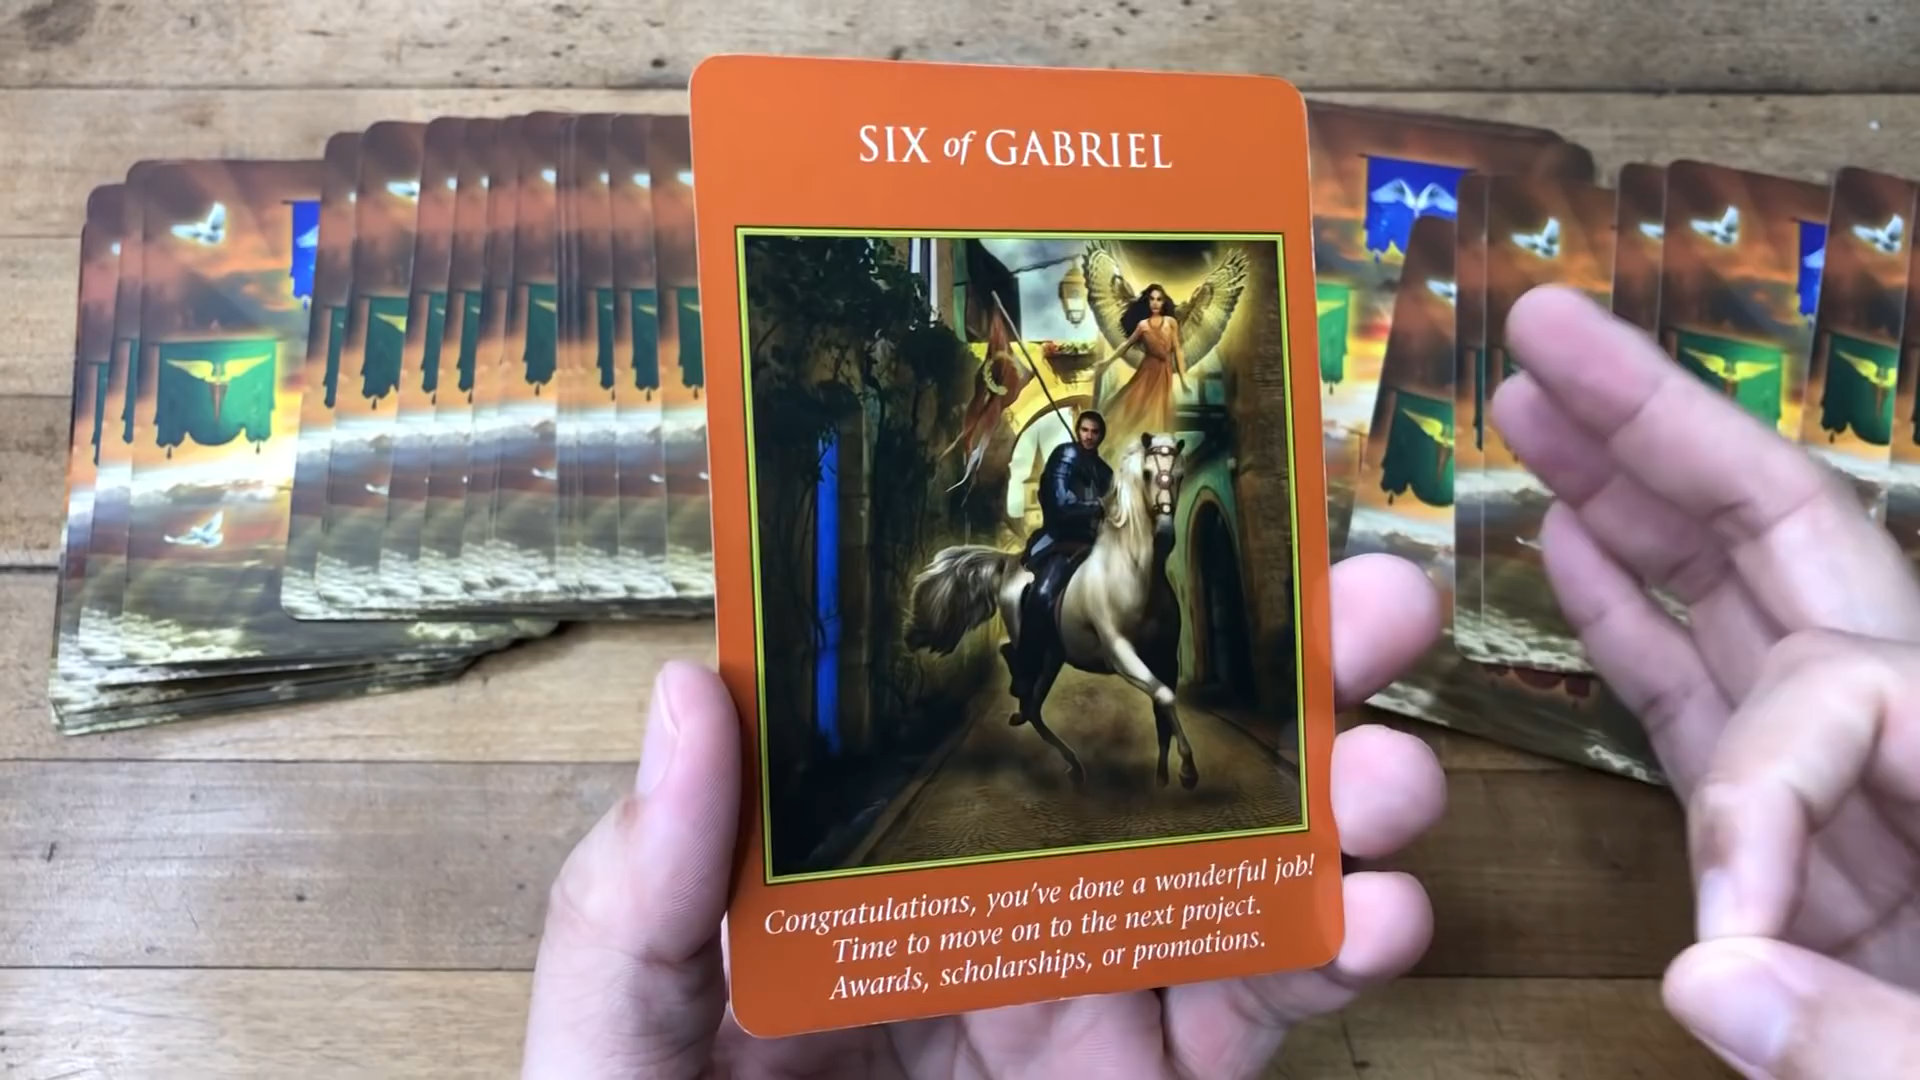 SIX of GABRIEL
Congratulations, you've done a wonderful job!
Time to move on to the next project.
Awards, scholarships, or promotions.